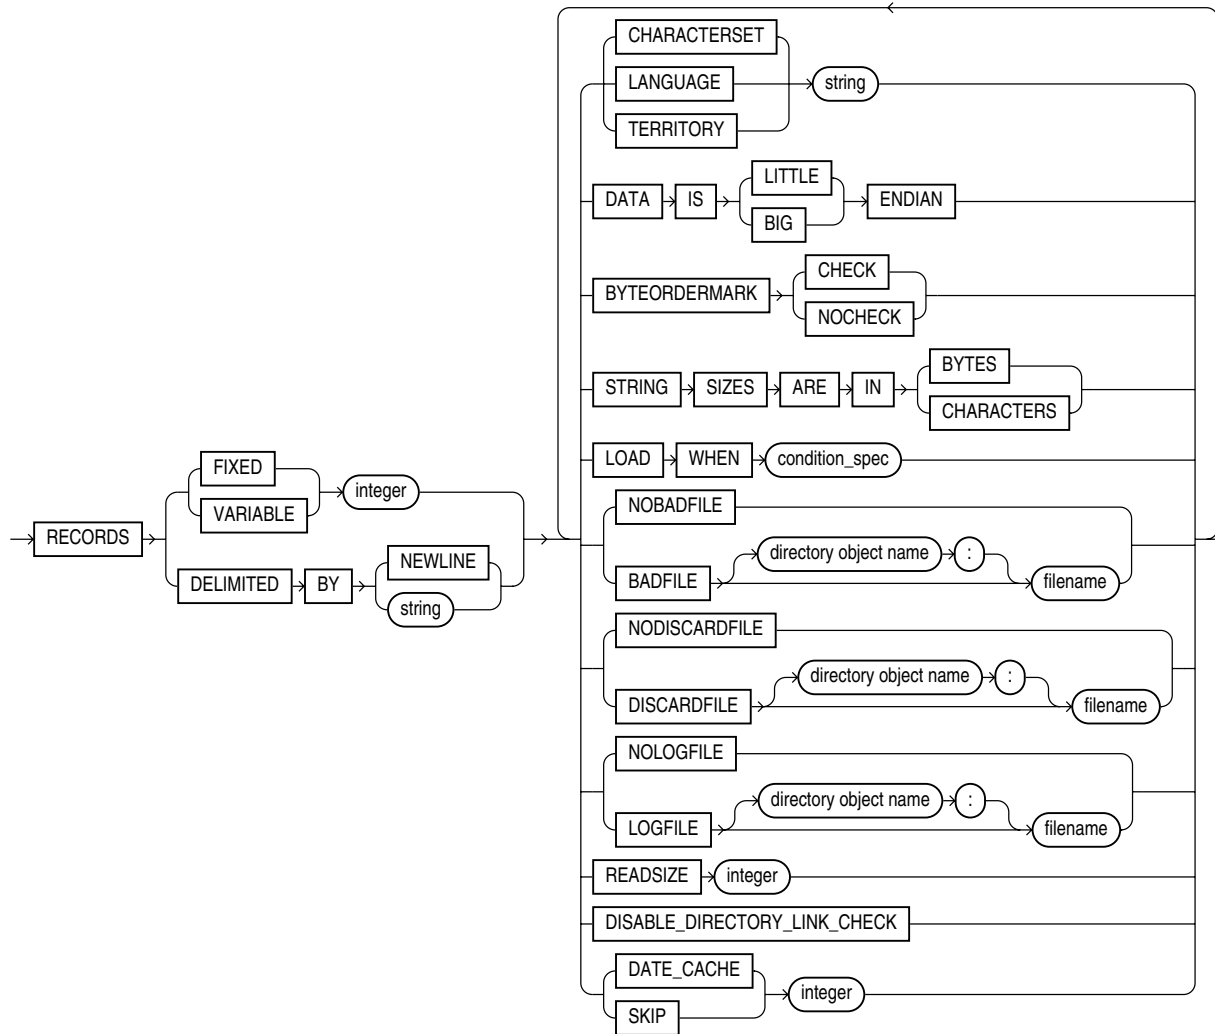 CHARACTERSET
LANGUAGE string
TERRITORY
DATA IS LITTLE ENDIAN
BIG
BYTEORDERMARK CHECK
NOCHECK
STRING SIZES ARE IN BYTES
CHARACTERS
LOAD WHEN condition_spec
RECORDS
FIXED
VARIABLE
integer
DELIMITED BY NEWLINE
string
NOBADFILE
directory object name :
BADFILE filename
NODISCARDFILE
directory object name :
DISCARDFILE filename
NOLOGFILE
directory object name :
LOGFILE filename
READSIZE integer
DISABLE_DIRECTORY_LINK_CHECK
DATE_CACHE
SKIP
integer